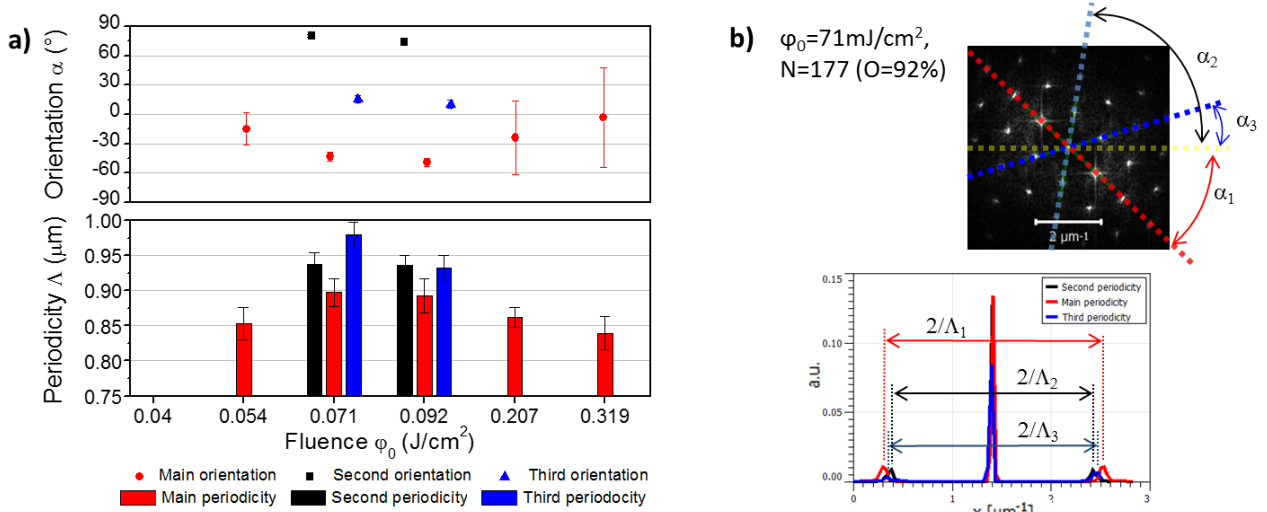 a)
Orientation α (°)
90
60
30
0
-30
-60
-90
Periodicity Λ (μm)
1.00
0.95
0.90
0.85
0.80
0.75
0.04
0.054
0.071
0.092
0.207
0.319
Fluence φ0 (J/cm²)
Main orientation
Second orientation
Third orientation
Main periodicity
Second periodicity
Third periodocity
b)
φ0=71mJ/cm²,
N=177 (O=92%)
α2
α3
α1
2 μm-1
0.15
0.10
0.05
0.00
a.u.
Second periodicity
Main periodicity
Third periodicity
2/Λ1
2/Λ2
2/Λ3
0
1
2
3
[μm-1]